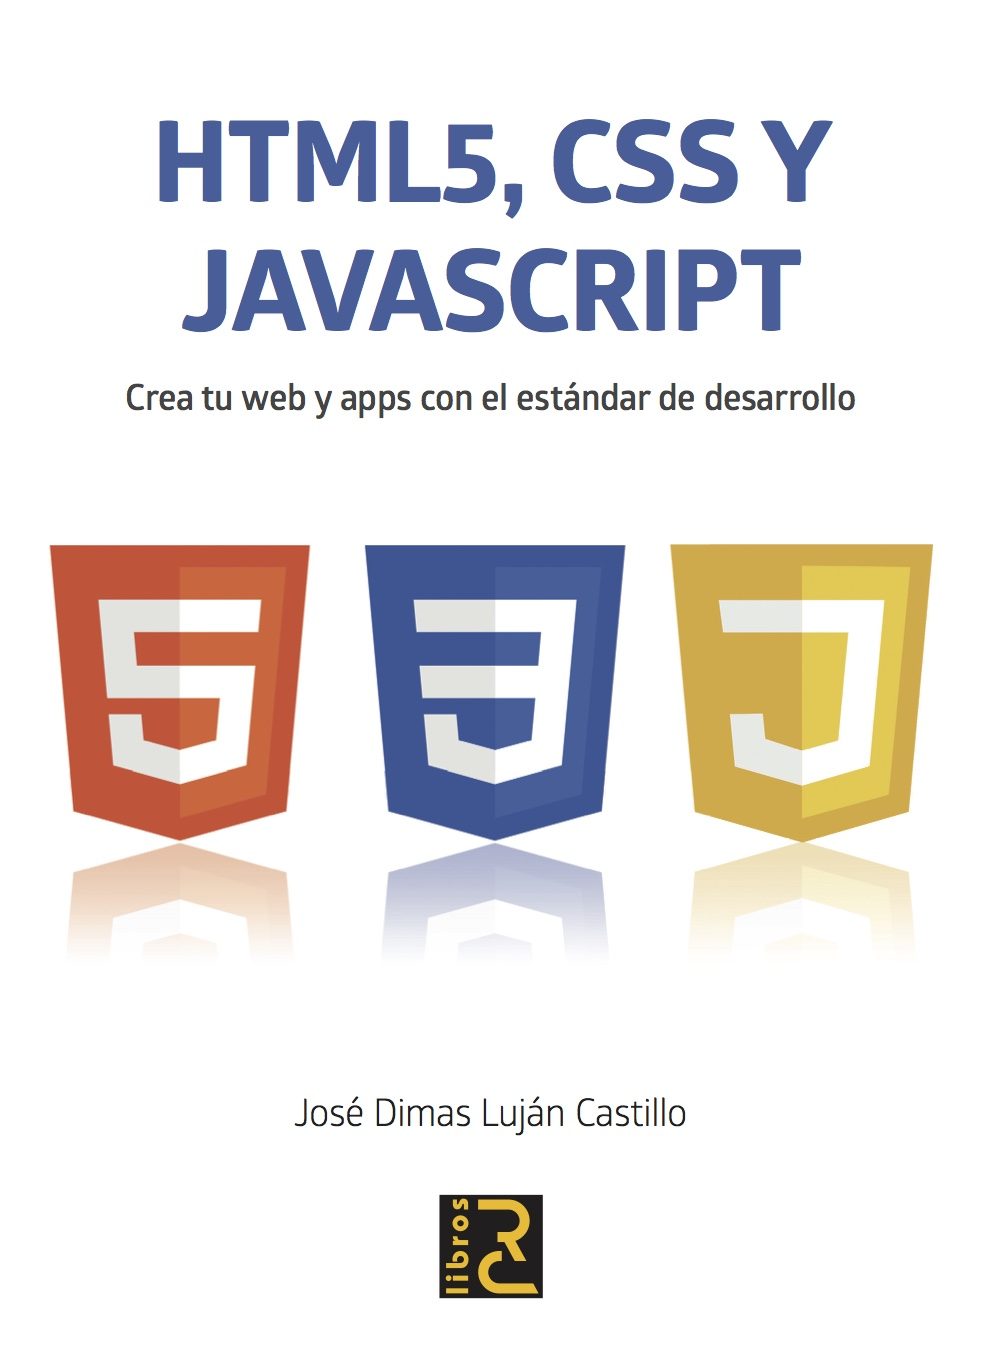 HTML5, CSS Y
JAVASCRIPT
Crea tu web y apps con el estándar de desarrollo
5
3
J
José Dimas Luján Castillo
libros
RC